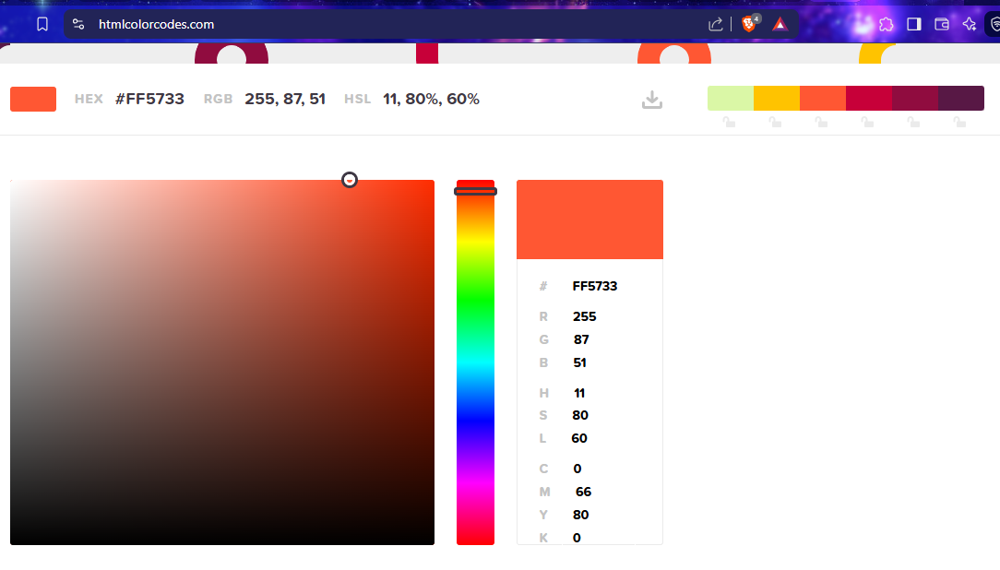 htmlcolorcodes.com
4
HEX #FF5733 RGB 255, 87, 51 HSL 11, 80%, 60%
# FF5733
R 255
G 87
B 51
H 11
S 80
L 60
C 0
M 66
Y 80
K 0